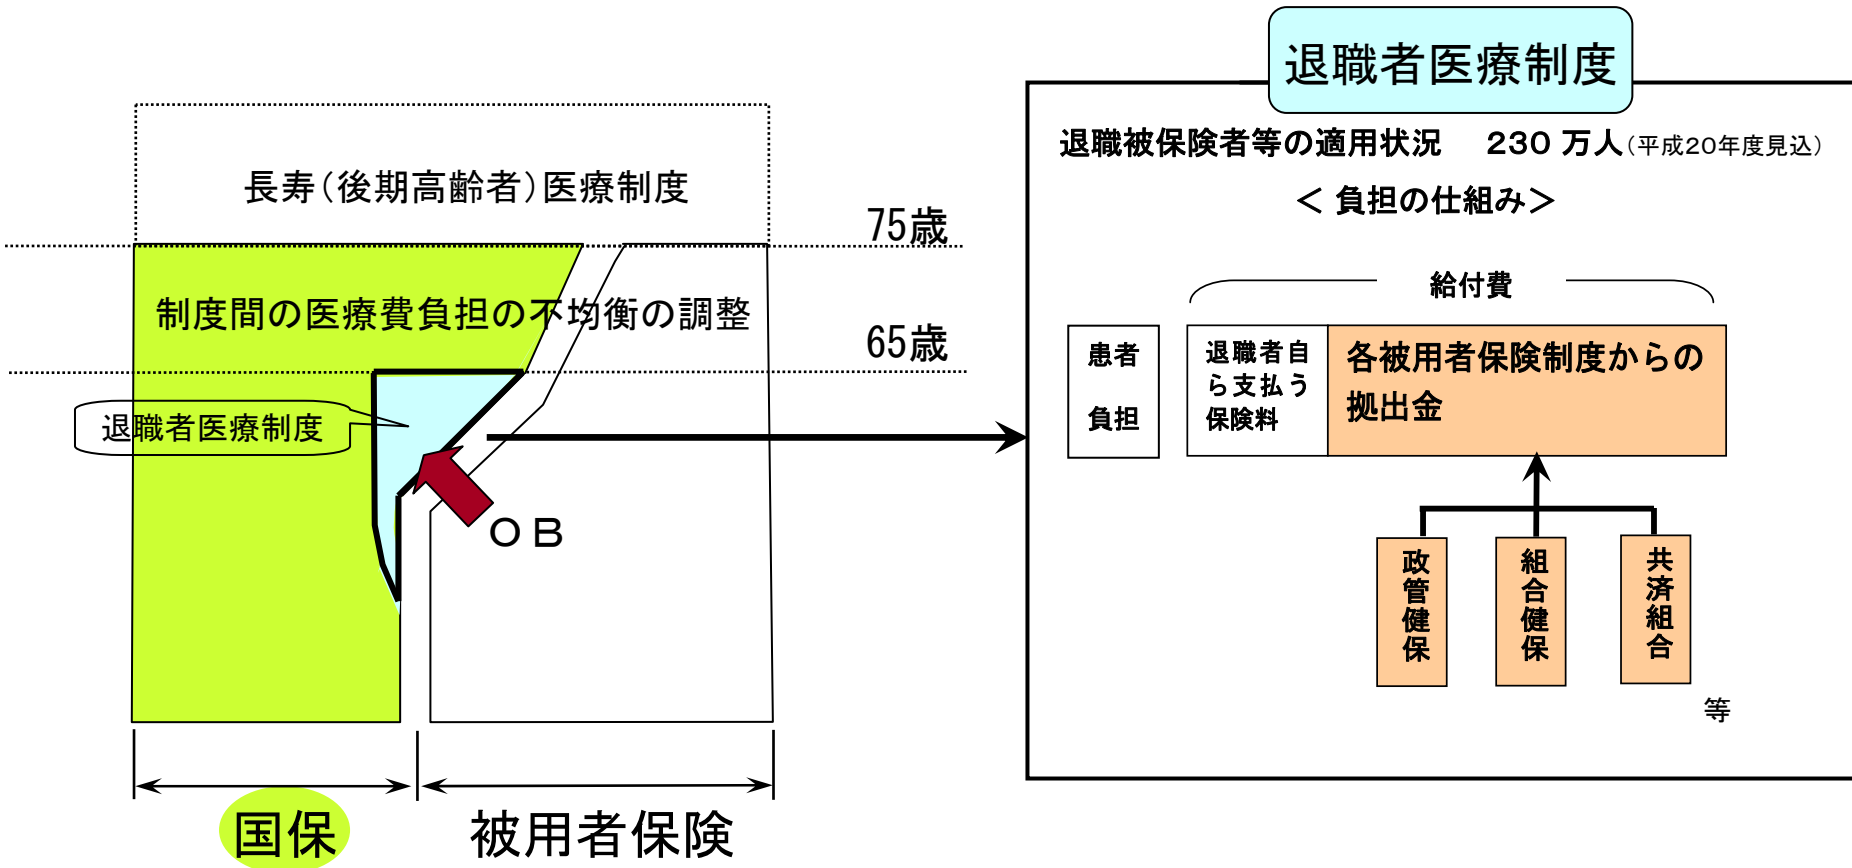 長寿（後期高齢者）医療制度
75歳
制度間の医療費負担の不均衡の調整
65歳
退職者医療制度
ＯＢ
国保
被用者保険
退職者医療制度
退職被保険者等の適用状況　230 万人（平成20年度見込）
＜ 負担の仕組み＞
給付費
患者
負担
退職者自
ら支払う
保険料
各被用者保険制度からの
拠出金
政管健保
組合健保
共済組合
等